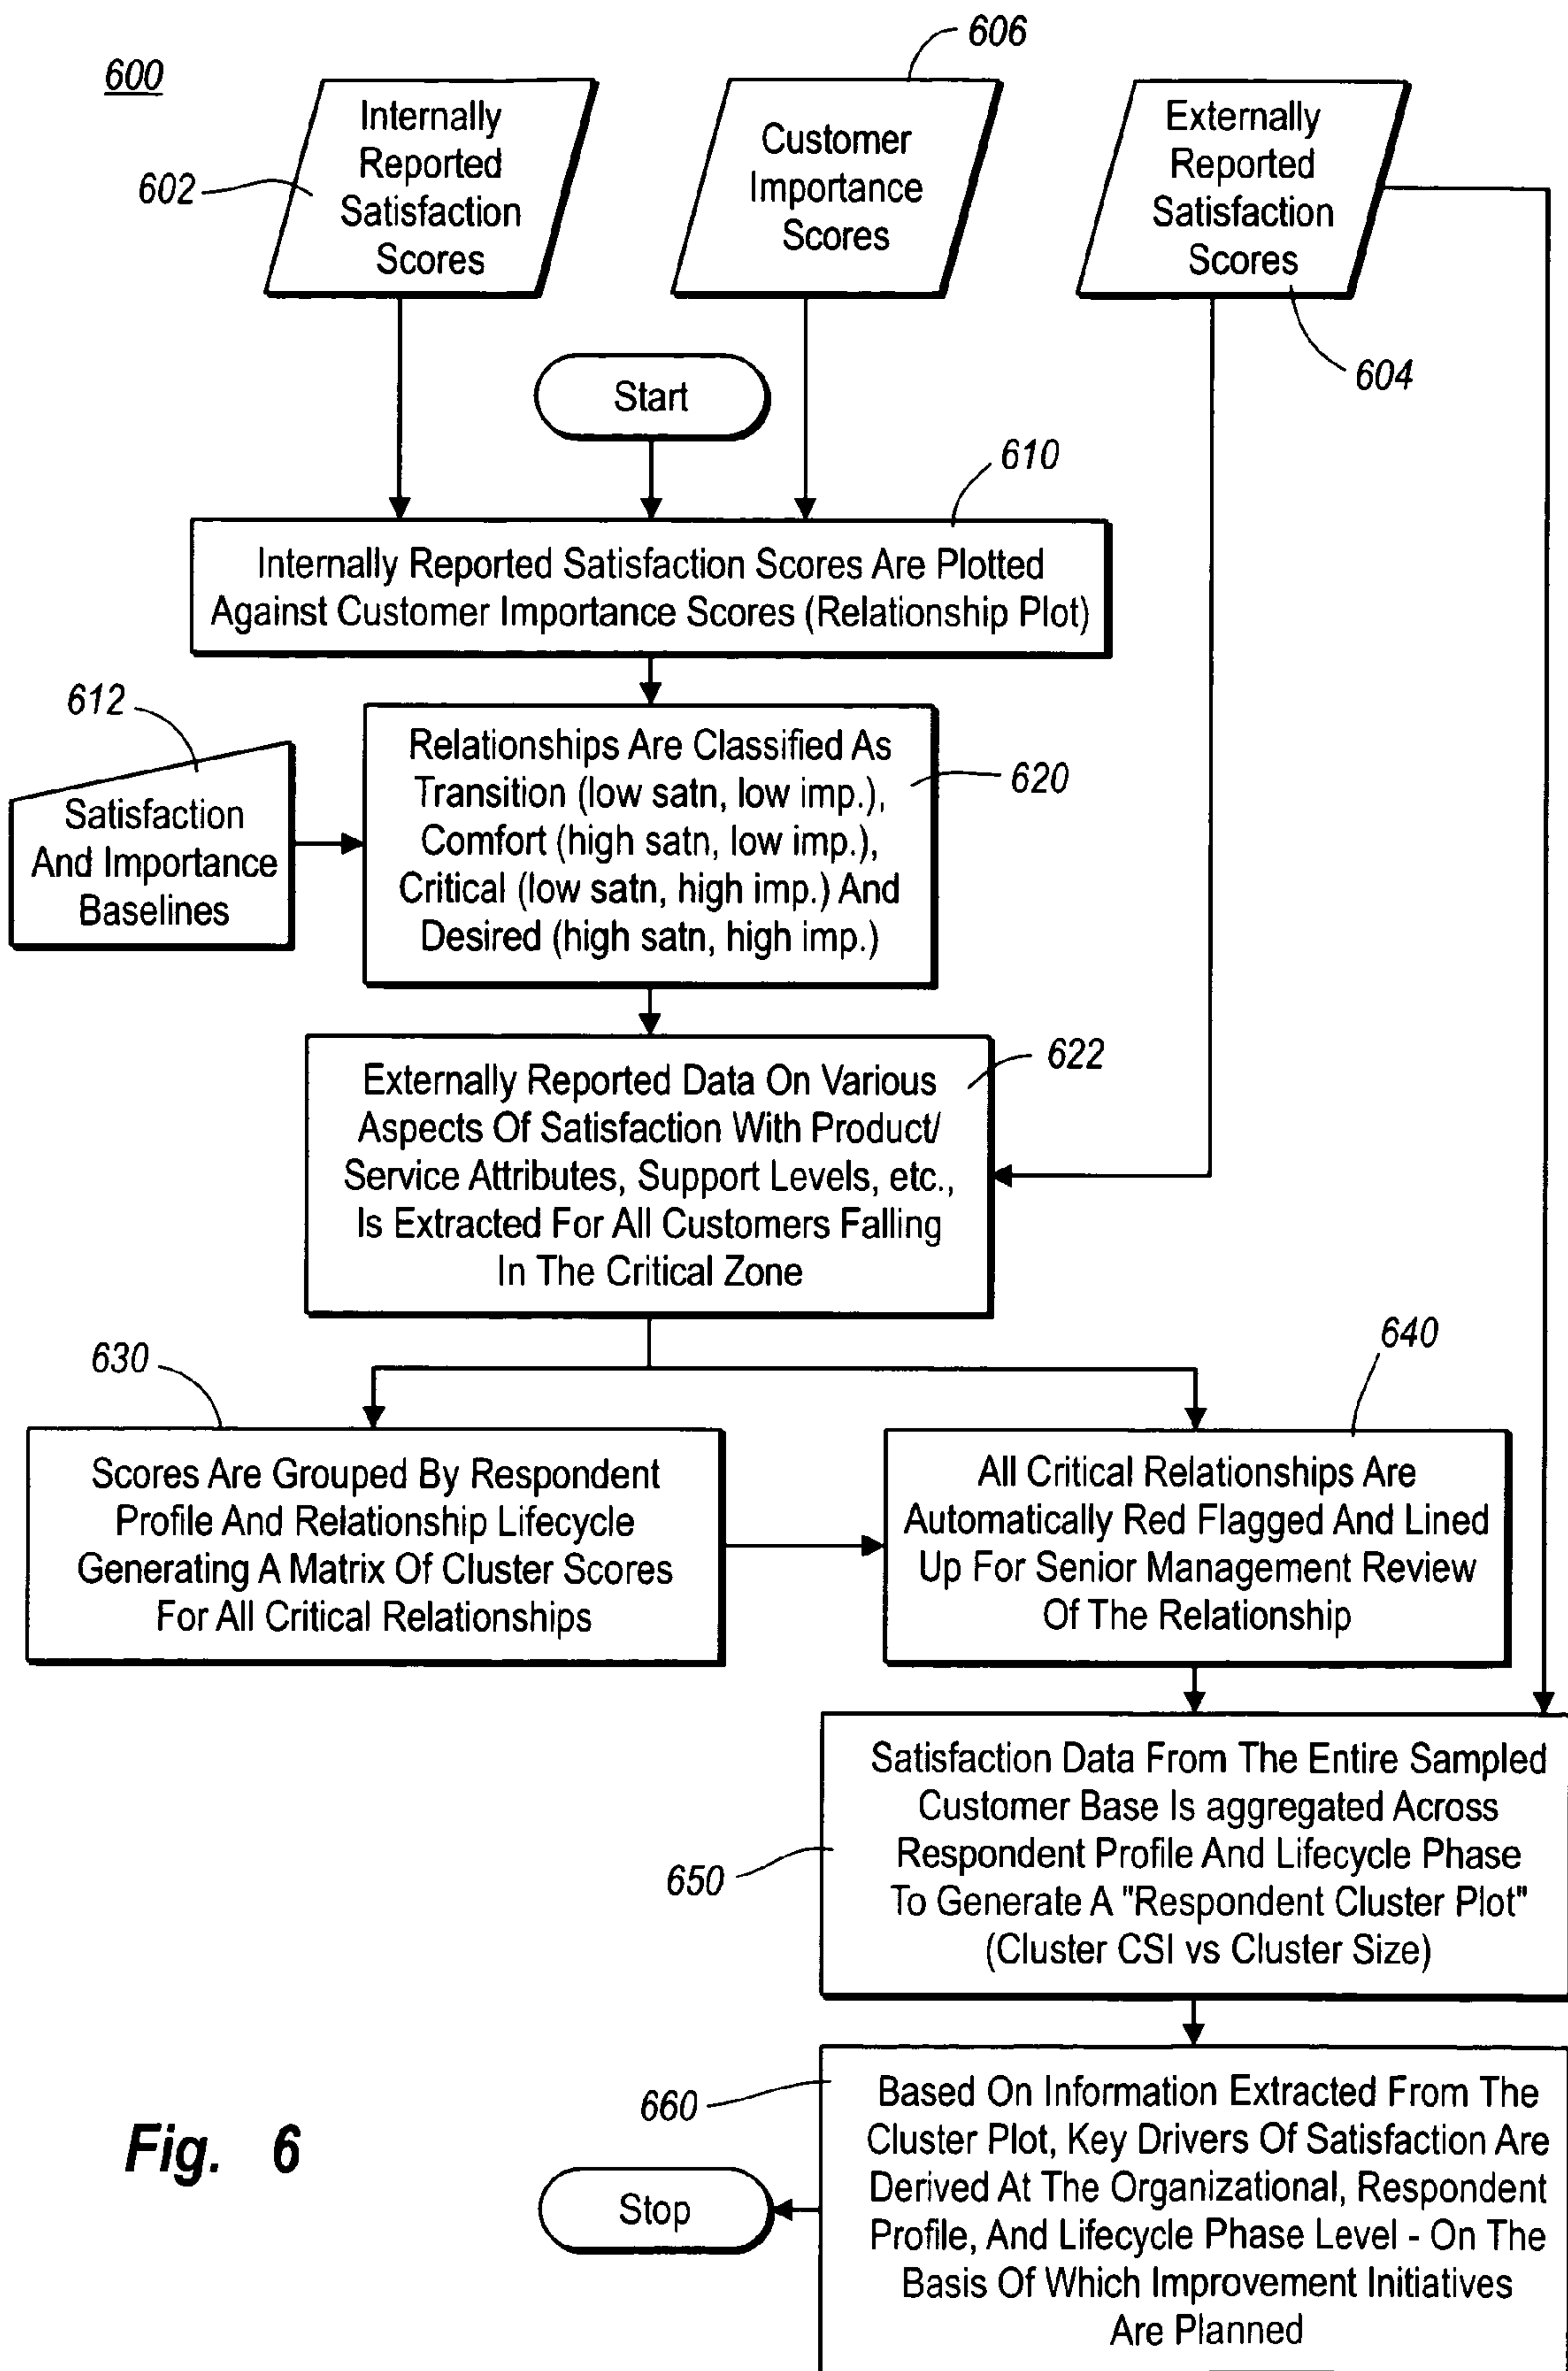 600
606
Internally
Reported
Satisfaction
Scores
602
Customer
Importance
Scores
Externally
Reported
Satisfaction
Scores
604
Start
610
Internally Reported Satisfaction Scores Are Plotted
Against Customer Importance Scores (Relationship Plot)
612
Satisfaction
And Importance
Baselines
Relationships Are Classified As
Transition (low satn, low imp.),
Comfort (high satn, low imp.),
Critical (low satn, high imp.) And
Desired (high satn, high imp.)
620
622
Externally Reported Data On Various
Aspects Of Satisfaction With Product/
Service Attributes, Support Levels, etc.,
Is Extracted For All Customers Falling
In The Critical Zone
630
Scores Are Grouped By Respondent
Profile And Relationship Lifecycle
Generating A Matrix Of Cluster Scores
For All Critical Relationships
640
All Critical Relationships Are
Automatically Red Flagged And Lined
Up For Senior Management Review
Of The Relationship
650
Satisfaction Data From The Entire Sampled
Customer Base Is aggregated Across
Respondent Profile And Lifecycle Phase
To Generate A "Respondent Cluster Plot"
(Cluster CSI vs Cluster Size)
660
Based On Information Extracted From The
Cluster Plot, Key Drivers Of Satisfaction Are
Derived At The Organizational, Respondent
Profile, And Lifecycle Phase Level - On The
Basis Of Which Improvement Initiatives
Are Planned
Stop
Fig. 6